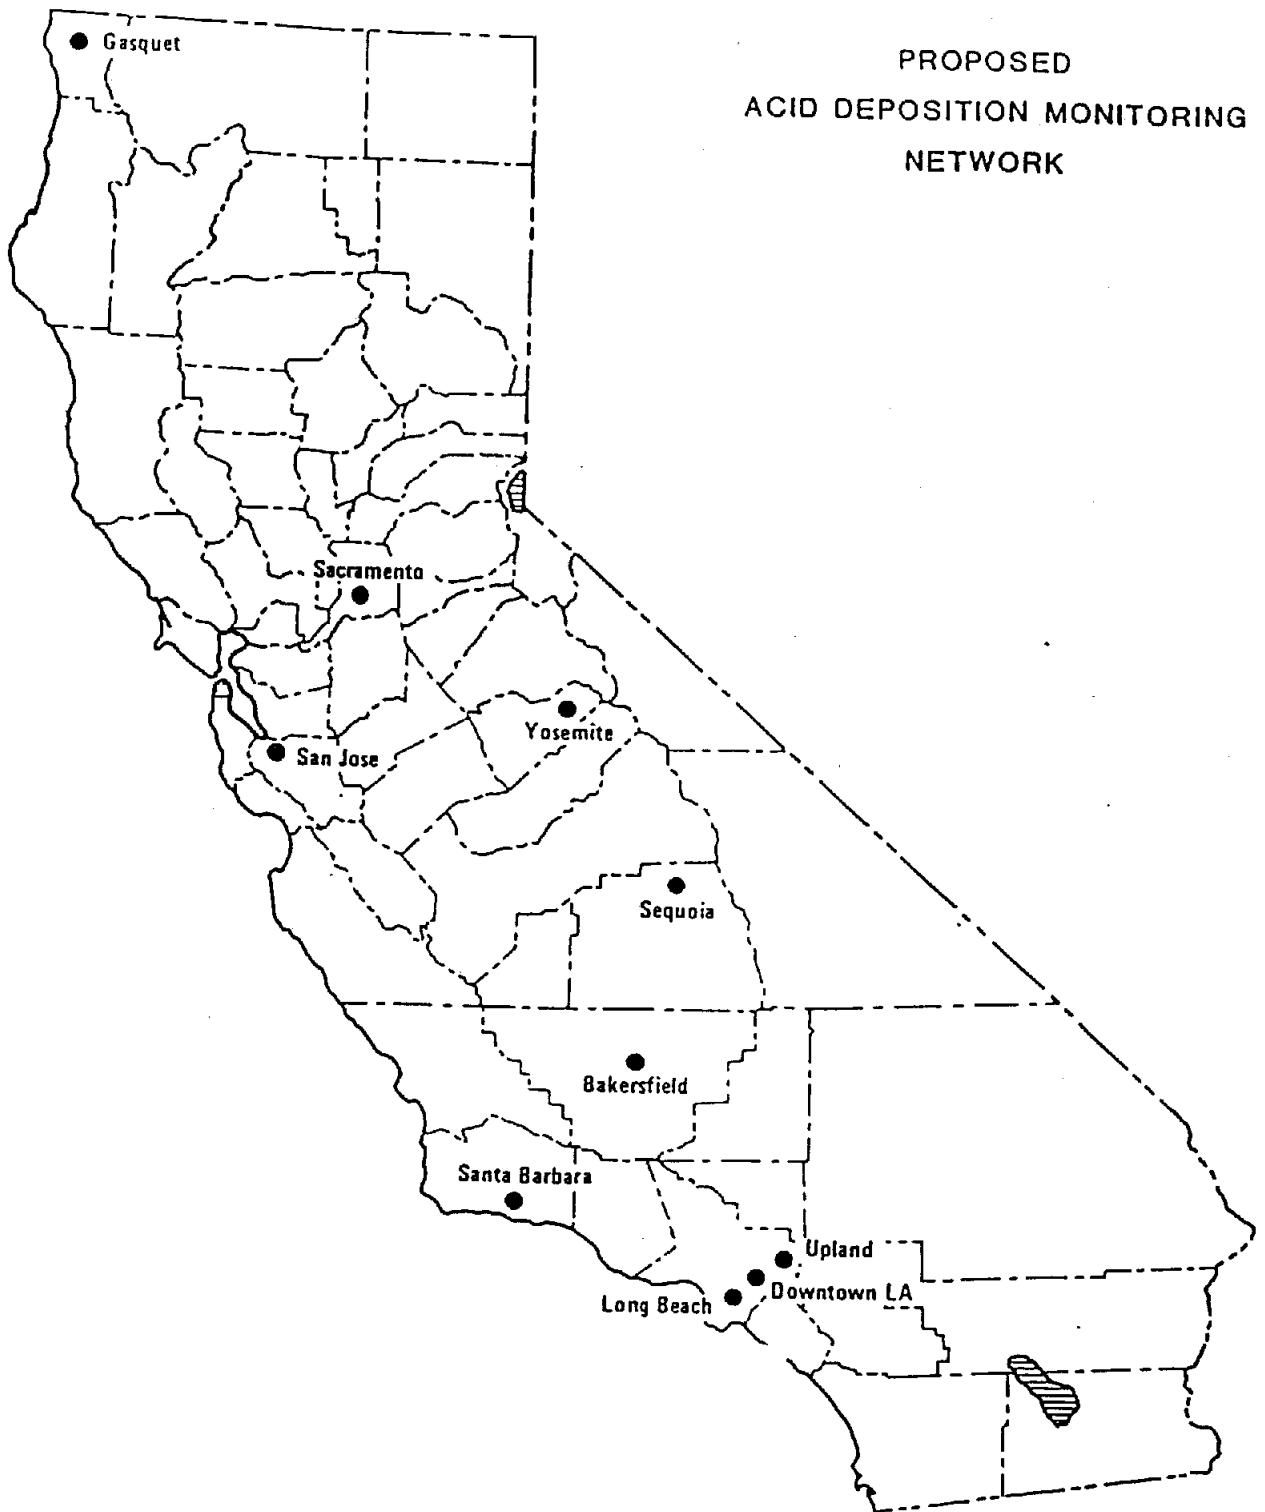 PROPOSED
ACID DEPOSITION MONITORING
NETWORK
Gasquet
Sacramento
Yosemite
San Jose
Sequoia
Bakersfield
Santa Barbara
Upland
Downtown LA
Long Beach